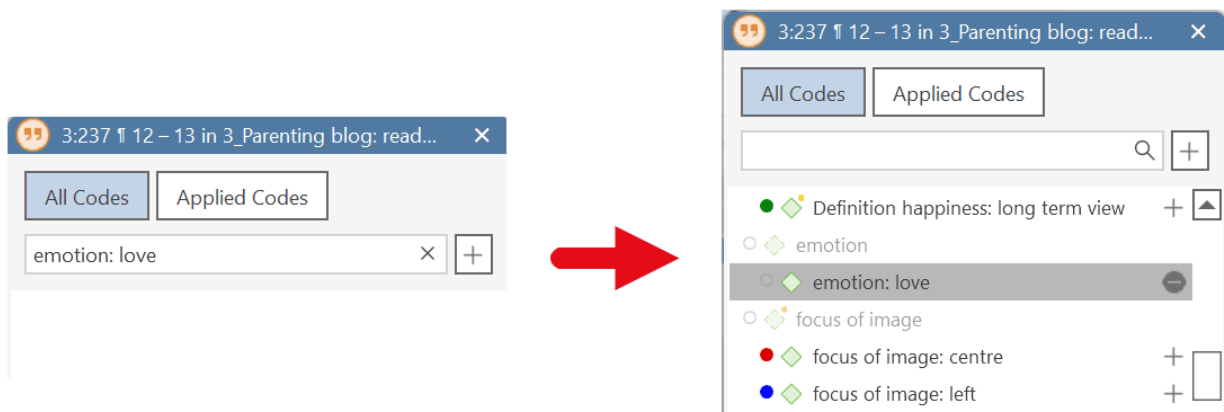 3:237 ¶ 12 – 13 in 3_Parenting blog: read...
All Codes Applied Codes
emotion: love
3:237 ¶ 12 – 13 in 3_Parenting blog: read...
All Codes Applied Codes
Definition happiness: long term view
emotion
emotion: love
focus of image
focus of image: centre
focus of image: left